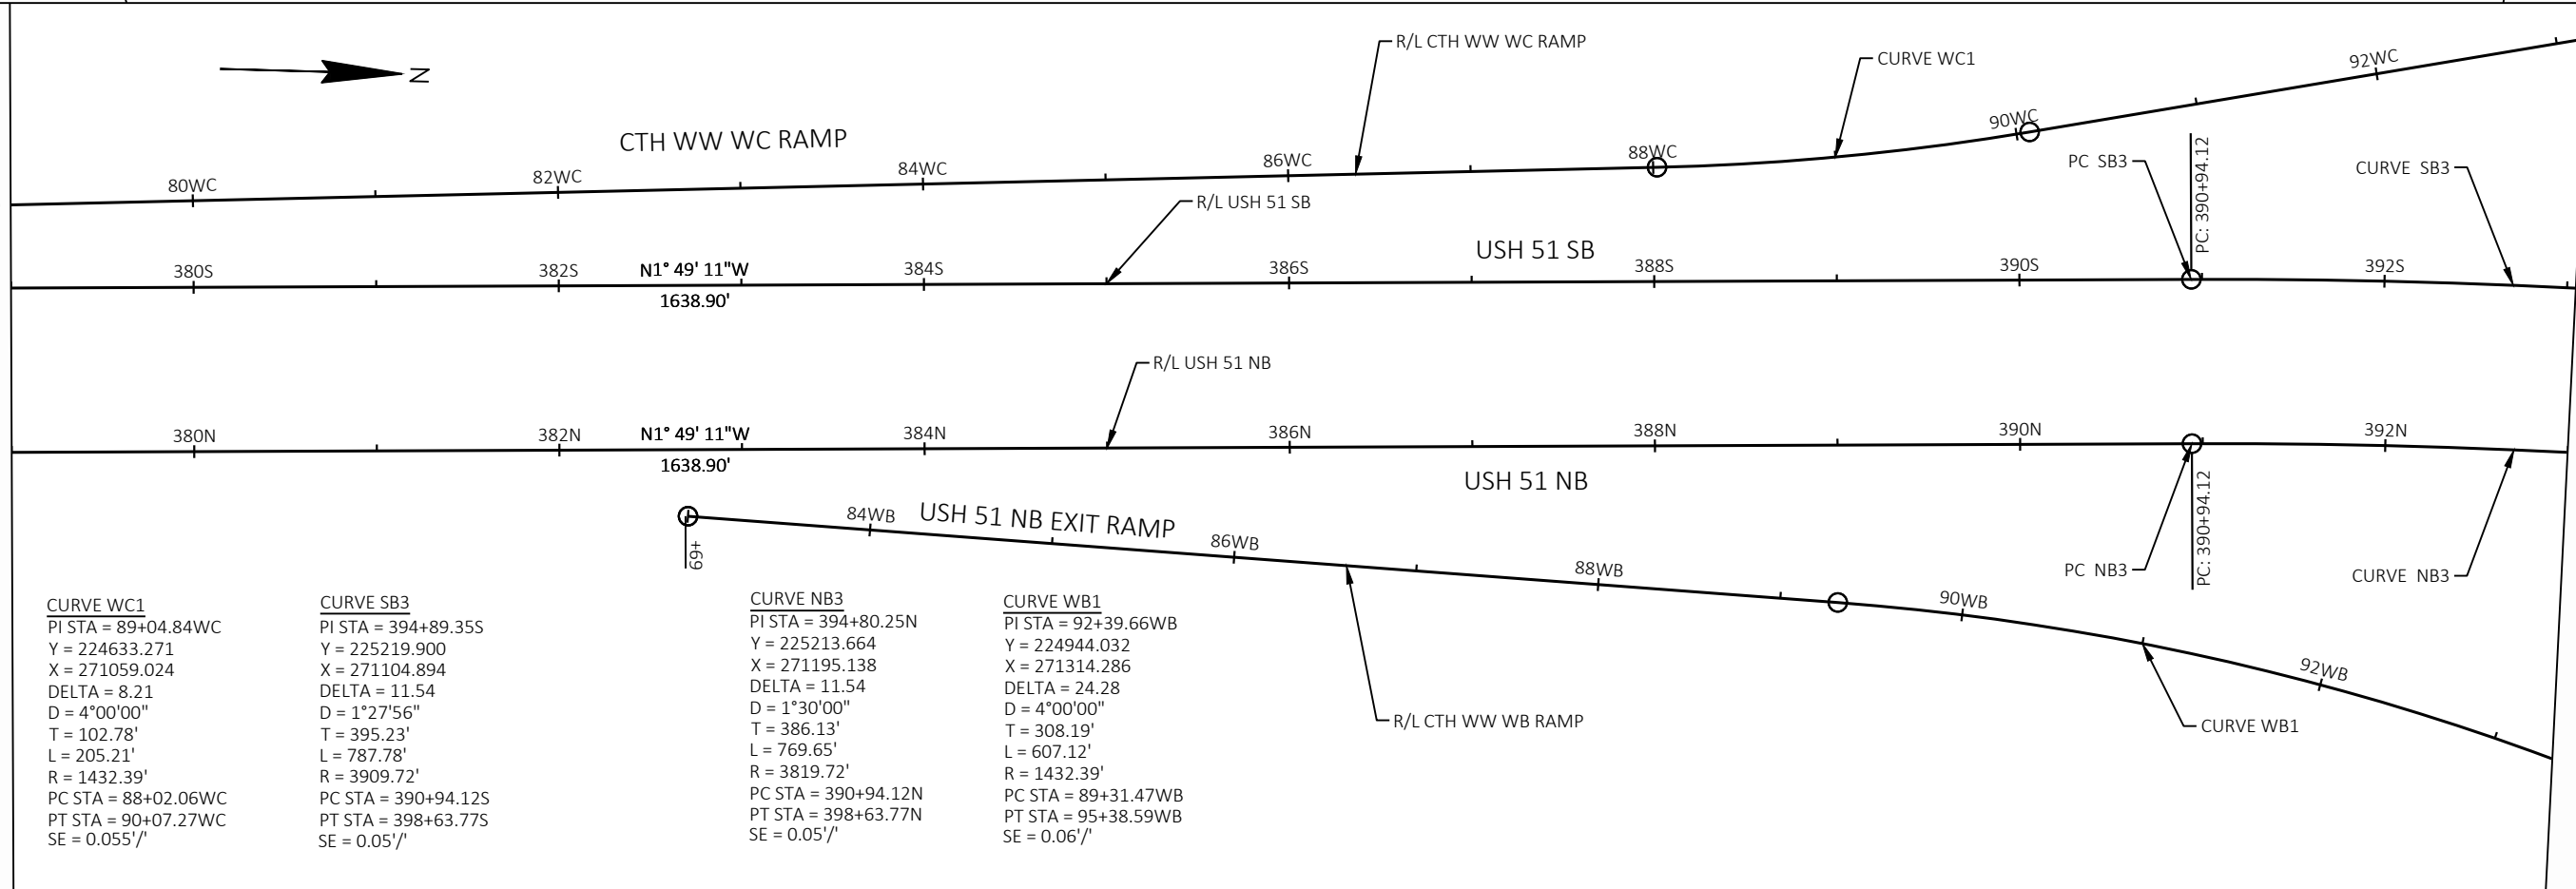 R/L CTH WW WC RAMP
CURVE WC1
92WC
N
CTH WW WC RAMP
90WC
88WC
86WC
84WC
82WC
80WC
PC SB3
PC: 390+94.12
CURVE SB3
R/L USH 51 SB
USH 51 SB
380S
382S
N1° 49' 11"W
1638.90'
384S
386S
388S
390S
392S
R/L USH 51 NB
380N
382N
N1° 49' 11"W
1638.90'
384N
386N
388N
390N
392N
USH 51 NB
69+
84WB
USH 51 NB EXIT RAMP
86WB
88WB
90WB
92WB
PC NB3
PC: 390+94.12
CURVE NB3
R/L CTH WW WB RAMP
CURVE WB1
CURVE WC1
PI STA = 89+04.84WC
Y = 224633.271
X = 271059.024
DELTA = 8.21
D = 4°00'00"
T = 102.78'
L = 205.21'
R = 1432.39'
PC STA = 88+02.06WC
PT STA = 90+07.27WC
SE = 0.055'/'
CURVE SB3
PI STA = 394+89.35S
Y = 225219.900
X = 271104.894
DELTA = 11.54
D = 1°27'56"
T = 395.23'
L = 787.78'
R = 3909.72'
PC STA = 390+94.12S
PT STA = 398+63.77S
SE = 0.05'/'
CURVE NB3
PI STA = 394+80.25N
Y = 225213.664
X = 271195.138
DELTA = 11.54
D = 1°30'00"
T = 386.13'
L = 769.65'
R = 3819.72'
PC STA = 390+94.12N
PT STA = 398+63.77N
SE = 0.05'/'
CURVE WB1
PI STA = 92+39.66WB
Y = 224944.032
X = 271314.286
DELTA = 24.28
D = 4°00'00"
T = 308.19'
L = 607.12'
R = 1432.39'
PC STA = 89+31.47WB
PT STA = 95+38.59WB
SE = 0.06'/'